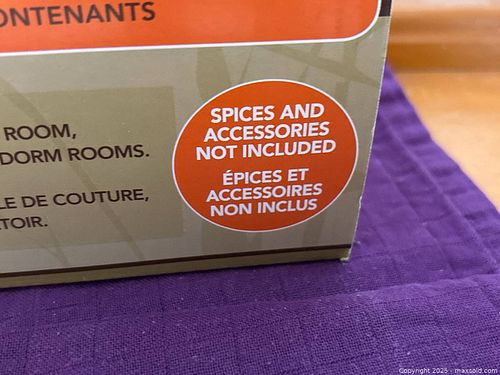 ONTENANTS
ROOM,
DORM ROOMS.
LE DE COUTURE,
TOIR.
SPICES AND
ACCESSORIES
NOT INCLUDED
ÉPICES ET
ACCESSOIRES
NON INCLUS
Copyright 2025 - maxsold.com